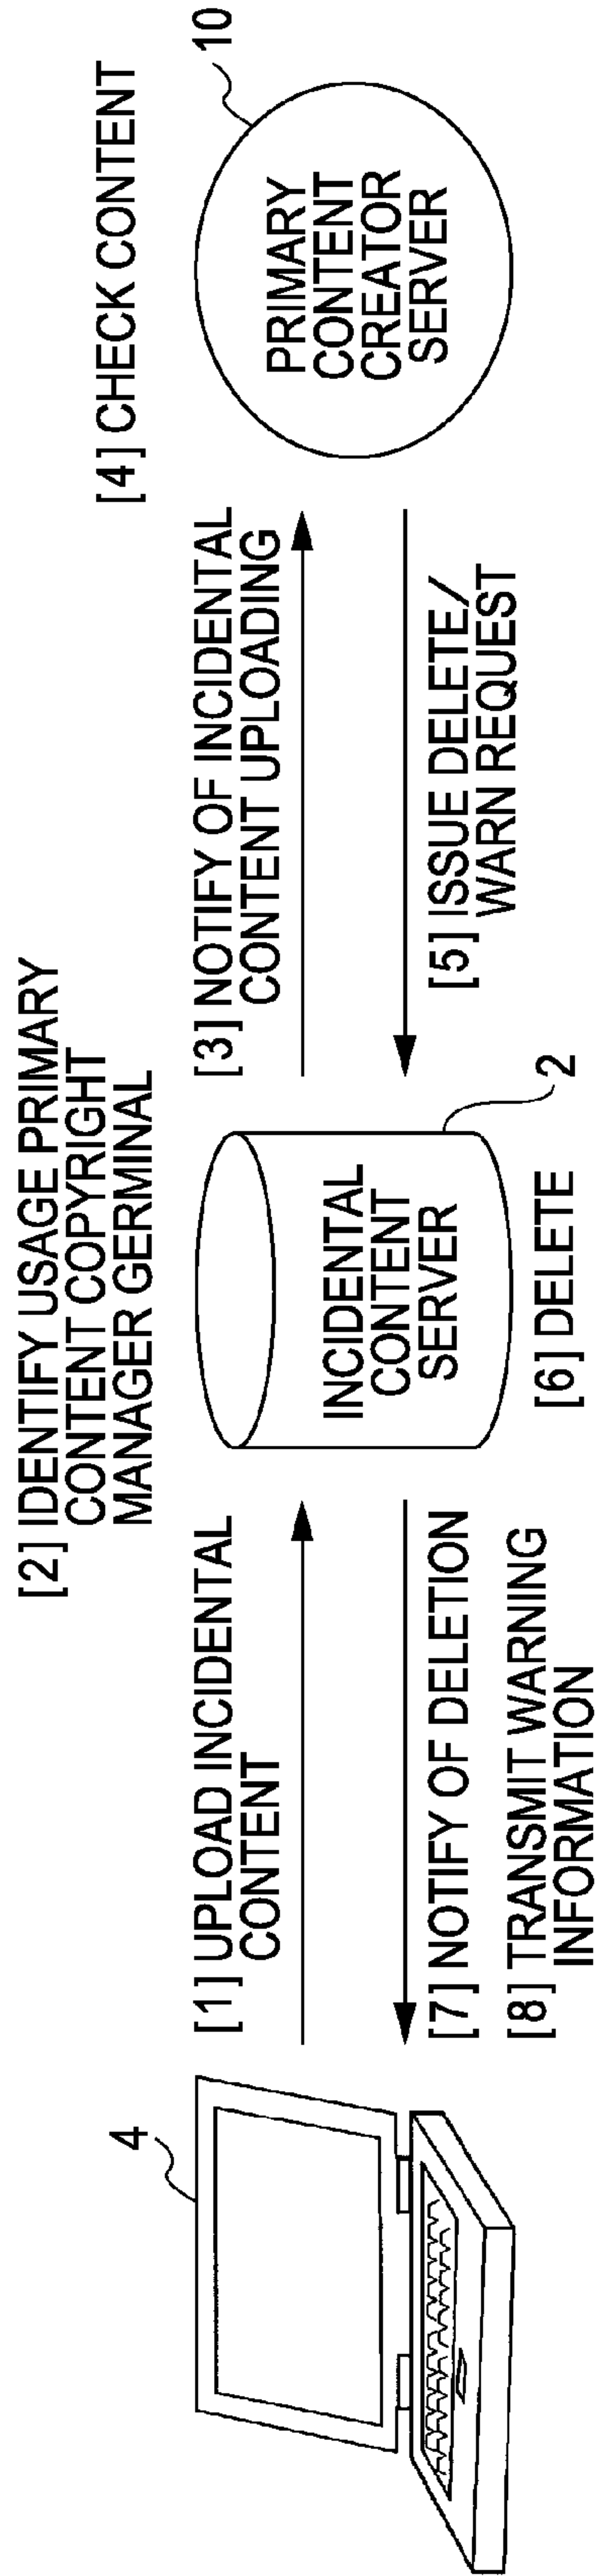 [2] IDENTIFY USAGE PRIMARY
CONTENT COPYRIGHT
MANAGER GERMINAL
[4] CHECK CONTENT
10
4
[1] UPLOAD INCIDENTAL
CONTENT
[3] NOTIFY OF INCIDENTAL
CONTENT UPLOADING
INCIDENTAL
CONTENT
SERVER
PRIMARY
CONTENT
CREATOR
SERVER
[7] NOTIFY OF DELETION
[8] TRANSMIT WARNING
INFORMATION
2
[6] DELETE
[5] ISSUE DELETE/
WARN REQUEST